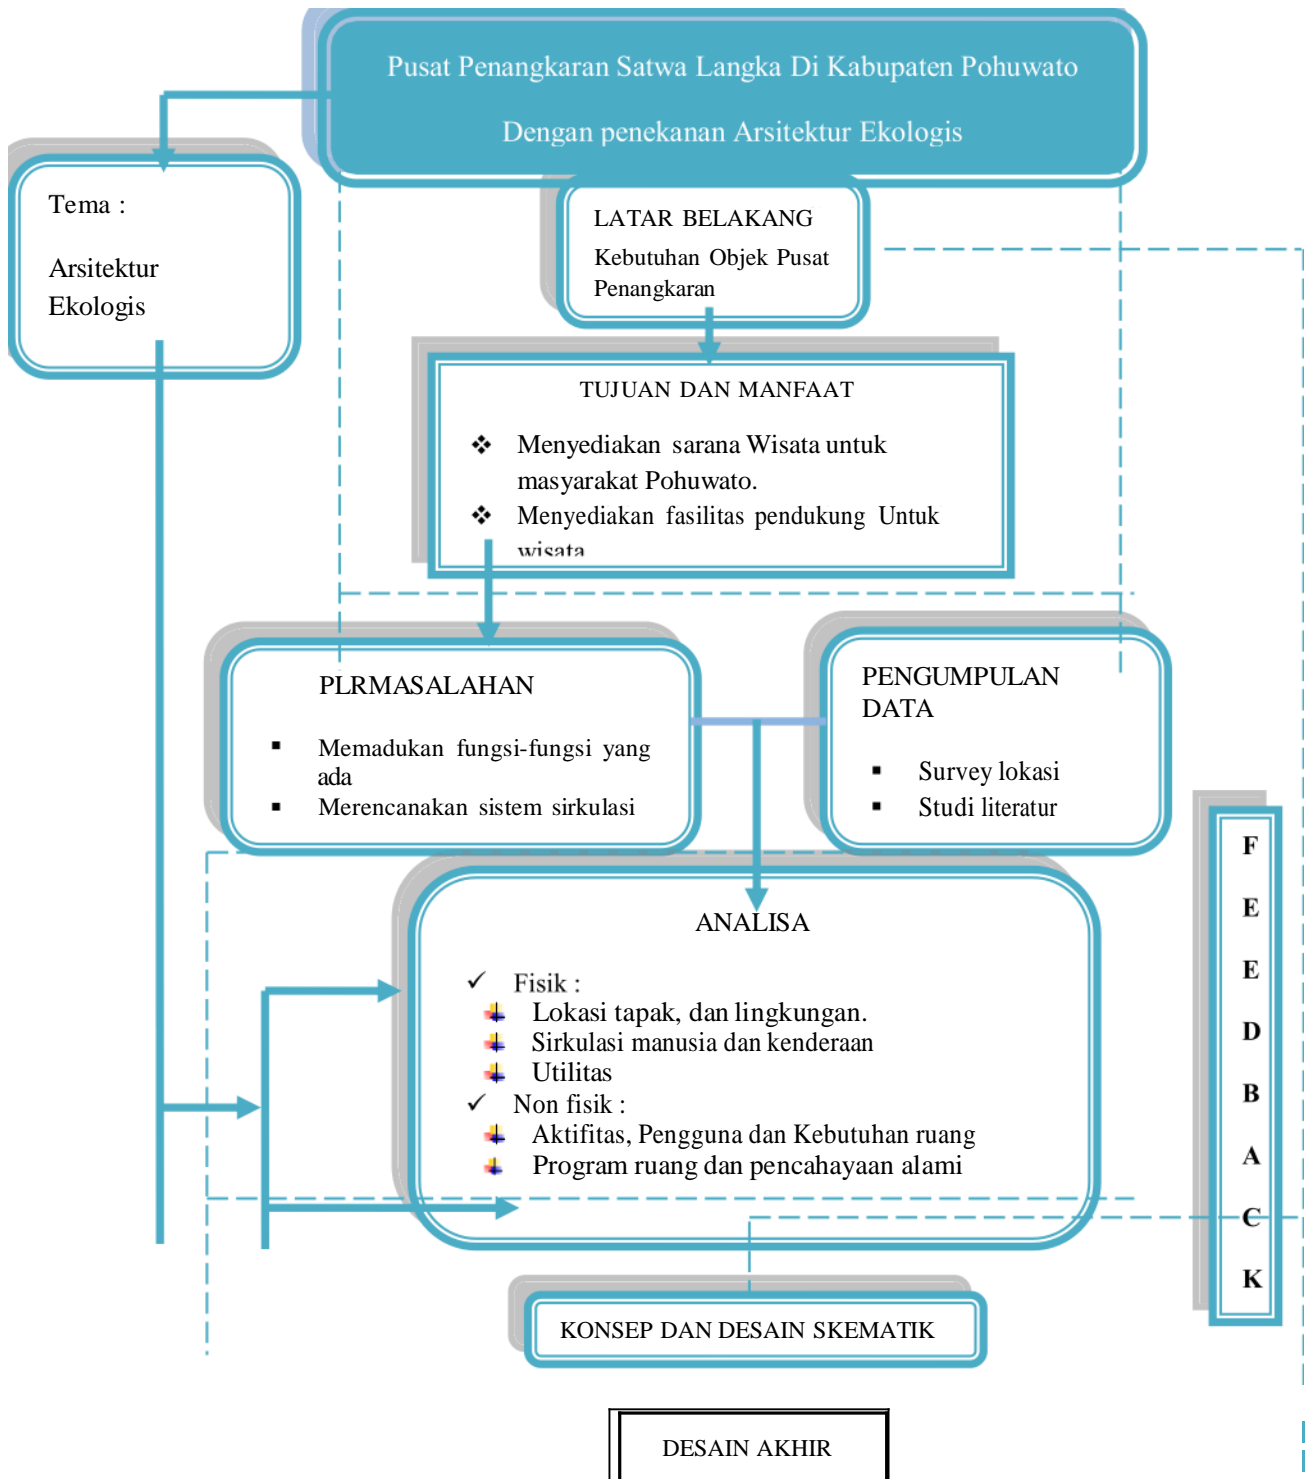 Pusat Penangkaran Satwa Langka Di Kabupaten Pohuwato
Dengan penekanan Arsitektur Ekologis
Tema :
Arsitektur
Ekologis
LATAR BELAKANG
Kebutuhan Objek Pusat
Penangkaran
TUJUAN DAN MANFAAT
❖ Menyediakan sarana Wisata untuk
masyarakat Pohuwato.
❖ Menyediakan fasilitas pendukung Untuk
wisata
PLRMASALAHAN
▪ Memadukan fungsi-fungsi yang
ada
▪ Merencanakan sistem sirkulasi
PENGUMPULAN
DATA
▪ Survey lokasi
▪ Studi literatur
ANALISA
✓ Fisik :
Lokasi tapak, dan lingkungan.
Sirkulasi manusia dan kenderaan
Utilitas
✓ Non fisik :
Aktifitas, Pengguna dan Kebutuhan ruang
Program ruang dan pencahayaan alami
F
E
E
D
B
A
C
K
KONSEP DAN DESAIN SKEMATIK
DESAIN AKHIR